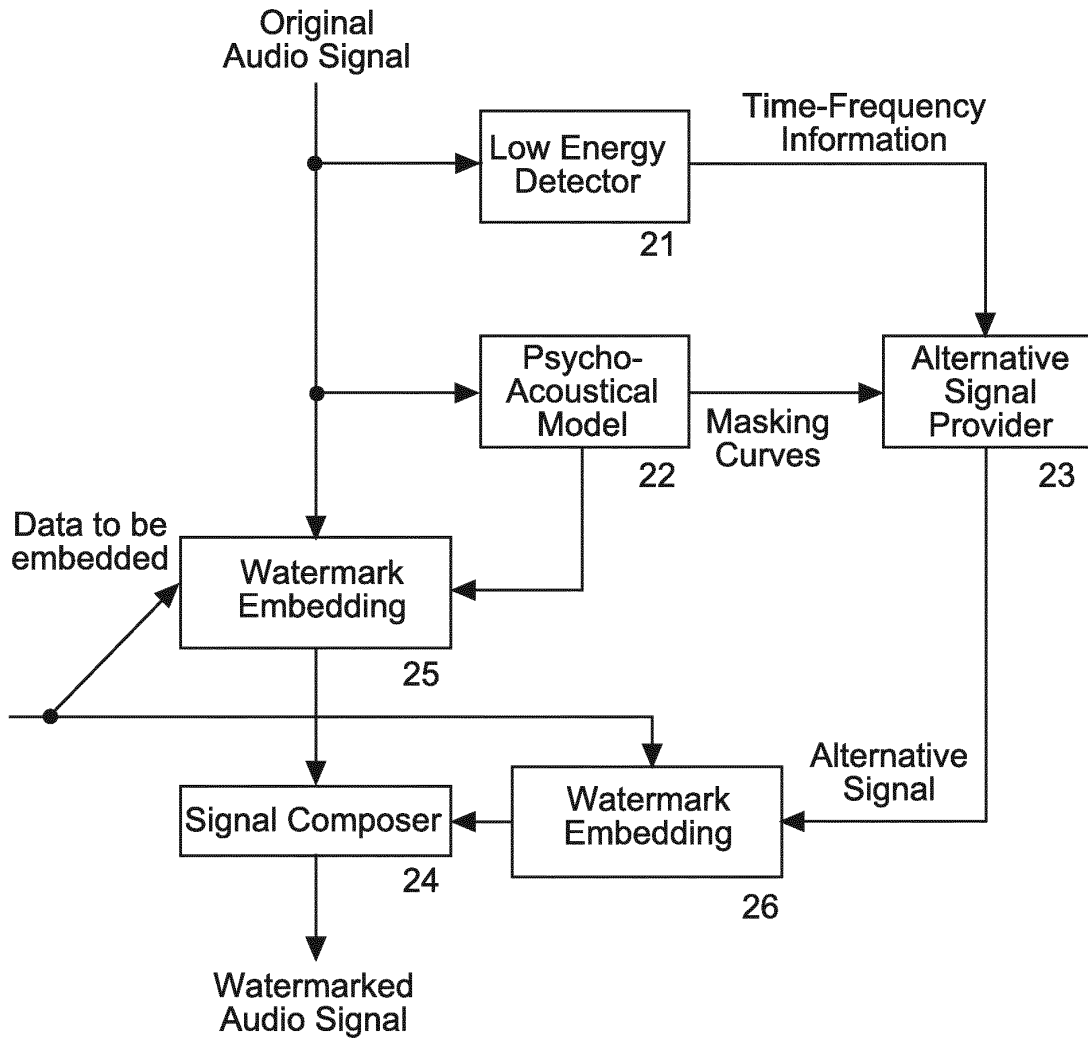 Original
Audio Signal
Low Energy
Detector
21
Time-Frequency
Information
Psycho-
Acoustical
Model
22
Masking
Curves
Alternative
Signal
Provider
23
Data to be
embedded
Watermark
Embedding
25
Signal Composer
24
Watermark
Embedding
26
Alternative
Signal
Watermarked
Audio Signal